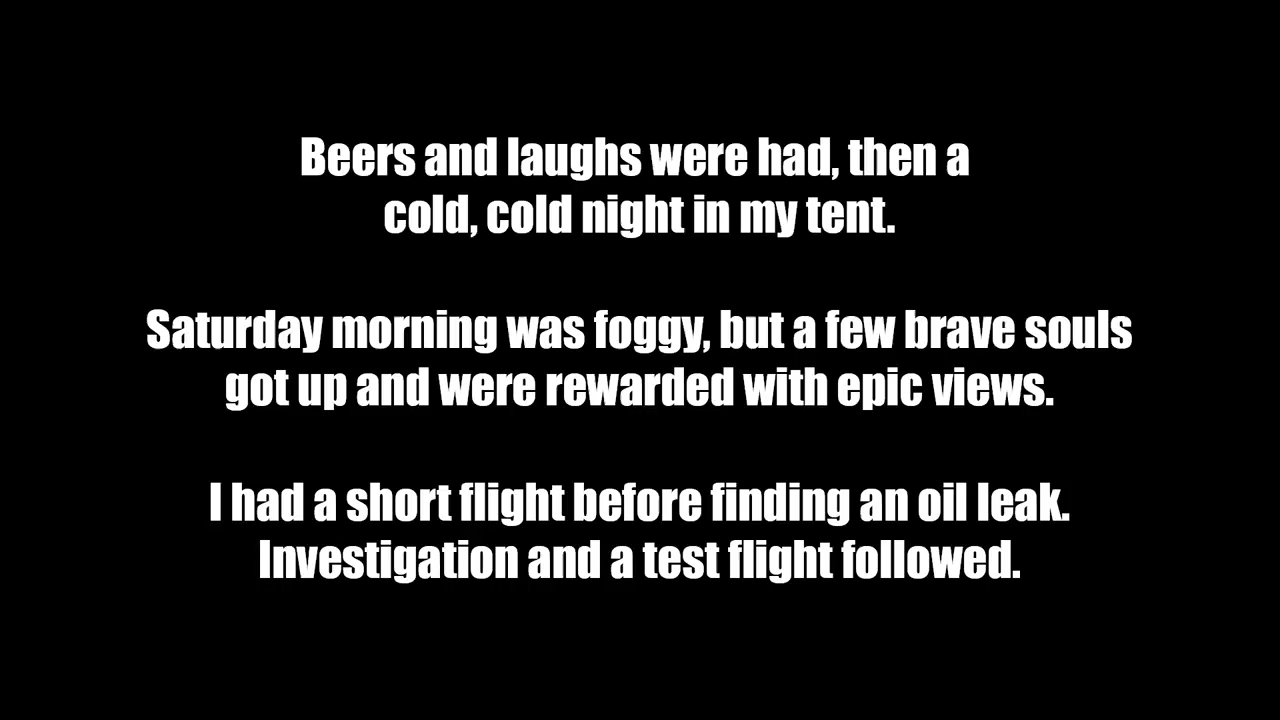 Beers and laughs were had, then a
cold, cold night in my tent.
Saturday morning was foggy, but a few brave souls
got up and were rewarded with epic views.
I had a short flight before finding an oil leak.
Investigation and a test flight followed.